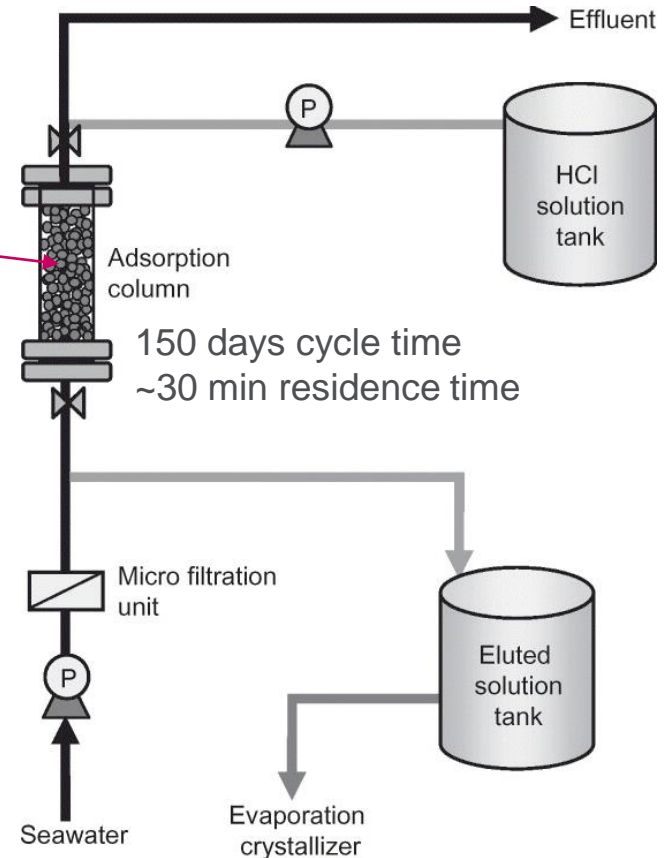 Effluent
P
HCl
solution
tank
Adsorption
column
150 days cycle time
~30 min residence time
Micro filtration
unit
P
Eluted
solution
tank
Seawater
Evaporation
crystallizer